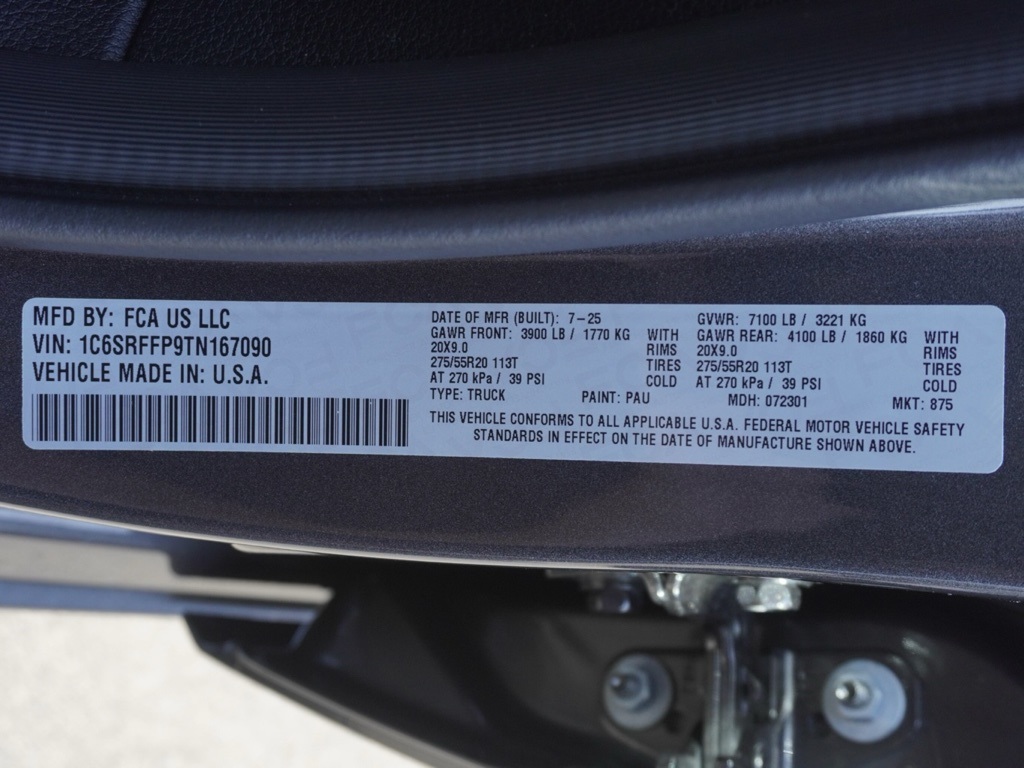 MFD BY: FCA US LLC
VIN: 1C6SRFFP9TN167090
VEHICLE MADE IN: U.S.A.
DATE OF MFR (BUILT): 7-25
GAWR FRONT: 3900 LB / 1770 KG WITH
20X9.0 RIMS
275/55R20 113T TIRES
AT 270 kPa / 39 PSI COLD
TYPE: TRUCK PAINT: PAU
GVWR: 7100 LB / 3221 KG
GAWR REAR: 4100 LB / 1860 KG WITH
20X9.0 RIMS
275/55R20 113T TIRES
AT 270 kPa / 39 PSI COLD
MDH: 072301 MKT: 875
THIS VEHICLE CONFORMS TO ALL APPLICABLE U.S.A. FEDERAL MOTOR VEHICLE SAFETY
STANDARDS IN EFFECT ON THE DATE OF MANUFACTURE SHOWN ABOVE.